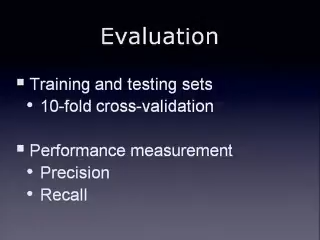 Evaluation
▪ Training and testing sets
• 10-fold cross-validation
▪ Performance measurement
• Precision
• Recall